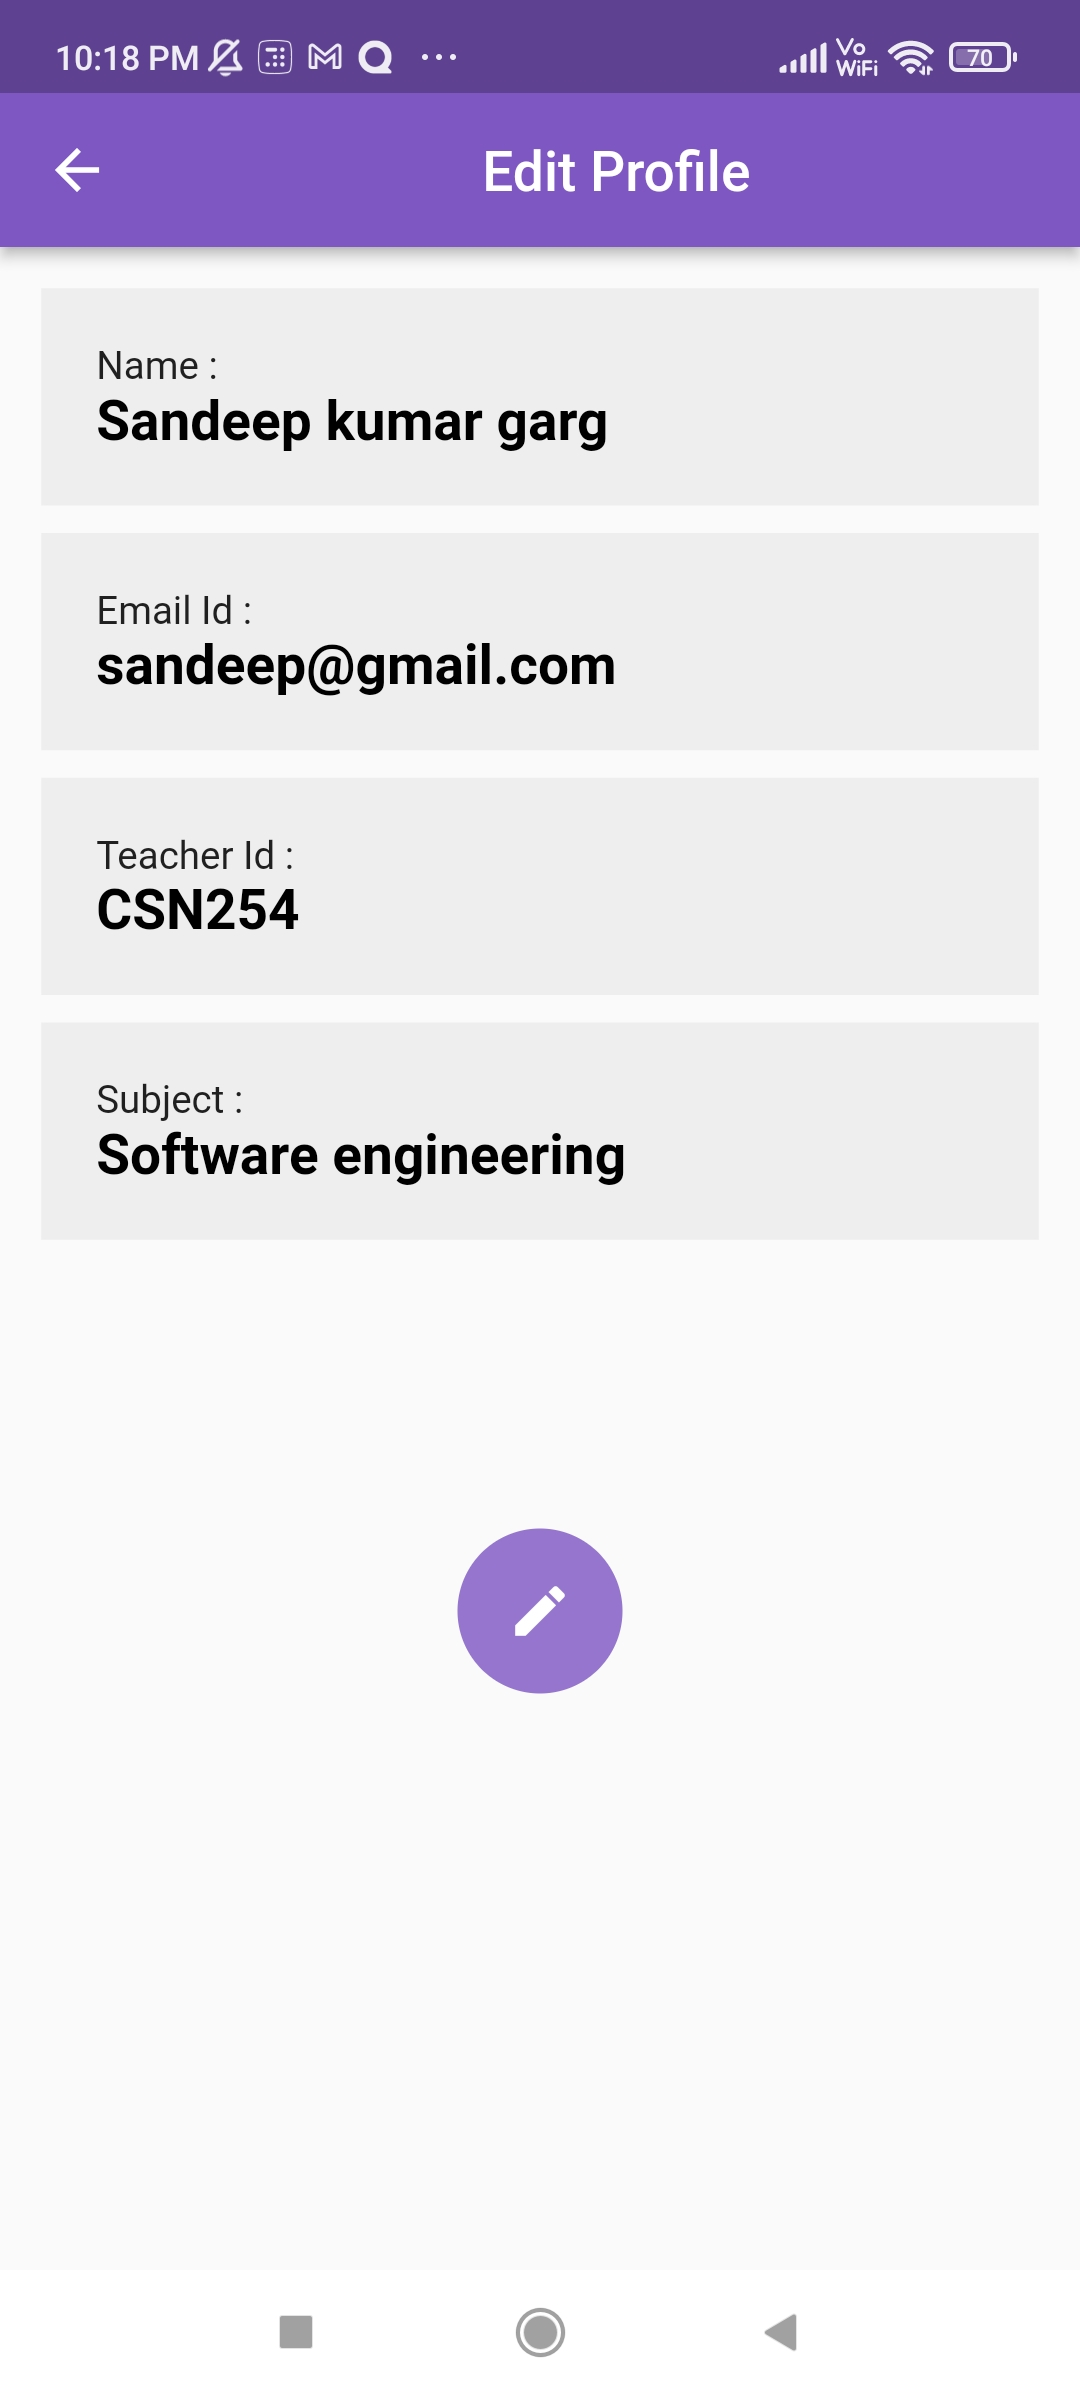 10:18 PM
Vo
WiFi
70
Edit Profile
Name :
Sandeep kumar garg
Email Id :
sandeep@gmail.com
Teacher Id :
CSN254
Subject :
Software engineering